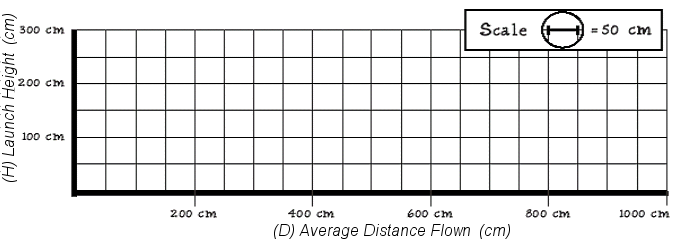 300 cm
Scale = 50 cm
200 cm
100 cm
(H) Launch Height (cm)
200 cm 400 cm 600 cm 800 cm 1000 cm
(D) Average Distance Flown (cm)